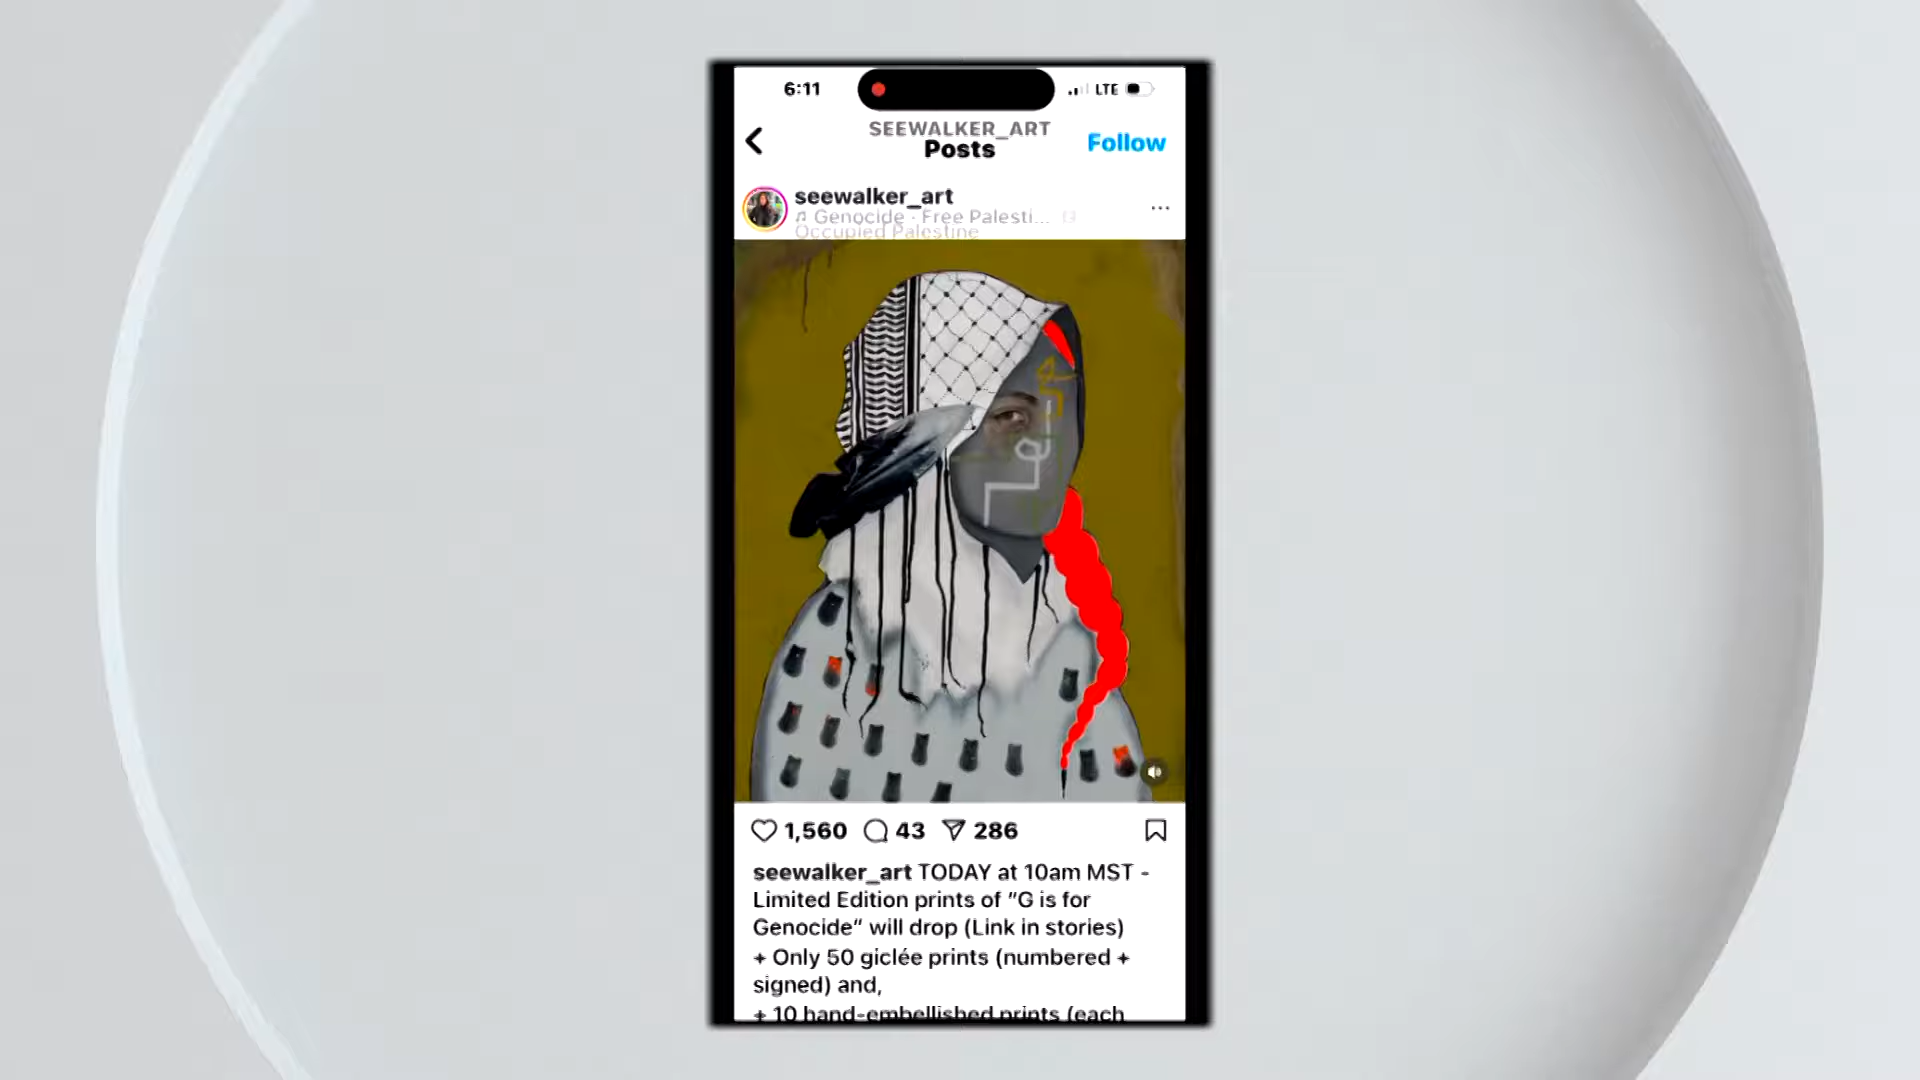 6:11
LTE
SEEWALKER_ART
Posts
Follow
seewalker_art
Genocide · Free Palesti...
Occupied Palestine
1,560 43 286
seewalker_art TODAY at 10am MST -
Limited Edition prints of "G is for
Genocide" will drop (Link in stories)
+ Only 50 giclée prints (numbered +
signed) and,
+ 10 hand-embellished prints (each